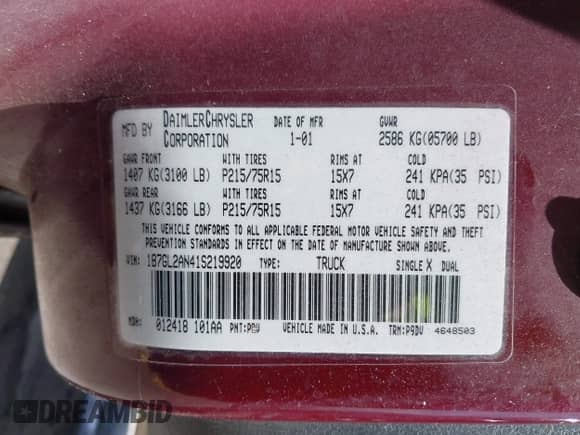 MFD BY DAIMLERCHRYSLER CORPORATION DATE OF MFR 1-01 GVWR 2586 KG(05700 LB)
GAWR FRONT WITH TIRES RIMS AT COLD
1407 KG(3100 LB) P215/75R15 15X7 241 KPA(35 PSI)
GAWR REAR WITH TIRES RIMS AT COLD
1437 KG(3166 LB) P215/75R15 15X7 241 KPA(35 PSI)
THIS VEHICLE CONFORMS TO ALL APPLICABLE FEDERAL MOTOR VEHICLE SAFETY AND THEFT
PREVENTION STANDARDS IN EFFECT ON THE DATE OF MANUFACTURE SHOWN ABOVE.
VIN: 1B7GL2AN41S219920 TYPE: TRUCK SINGLE X DUAL
MDH: 012418 101AA PNT: VEHICLE MADE IN U.S.A. TRM:P9DV 4648503
DREAMBID